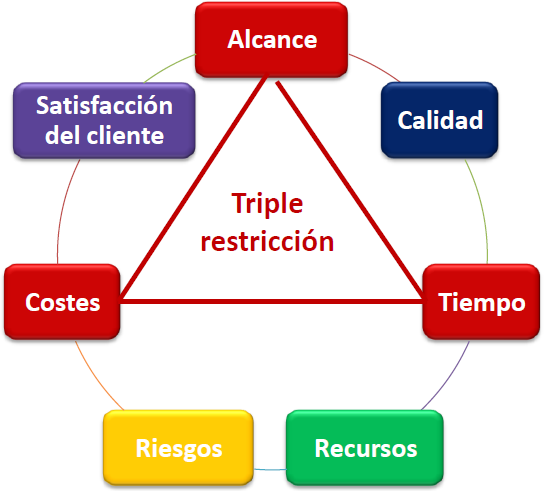 Alcance
Satisfacción
del cliente
Calidad
Triple
restricción
Costes
Tiempo
Riesgos
Recursos